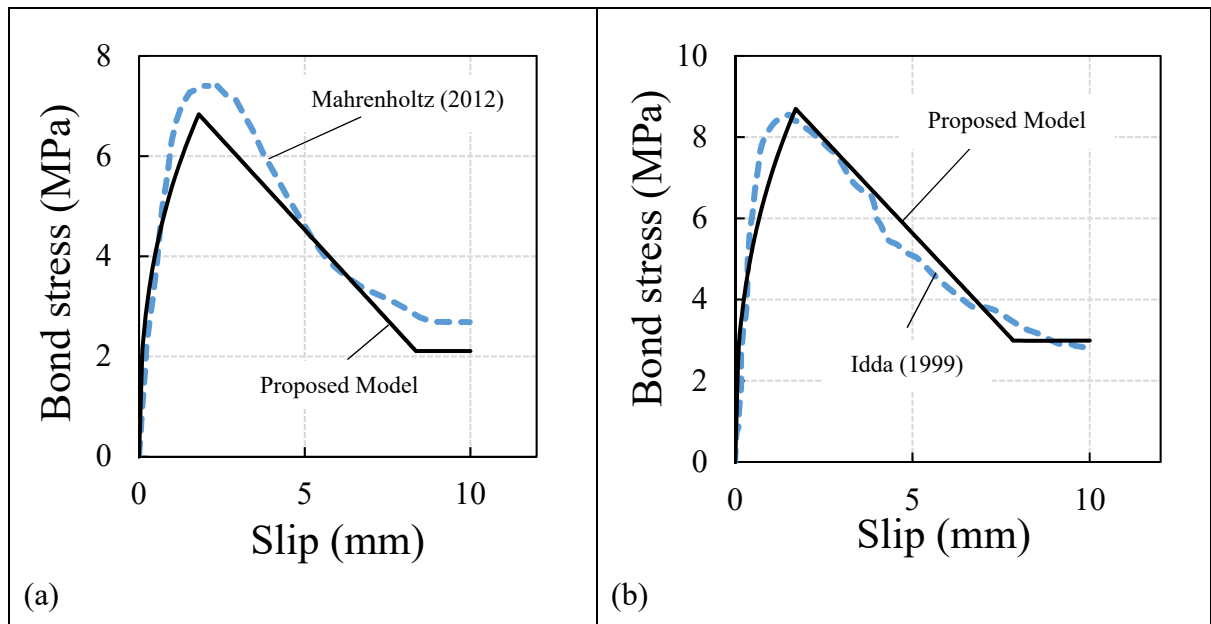 Bond stress (MPa)
8
6
4
2
0
0
5
10
Slip (mm)
Mahrenholtz (2012)
Proposed Model
(a)
Bond stress (MPa)
10
8
6
4
2
0
0
5
10
Slip (mm)
Proposed Model
Idda (1999)
(b)